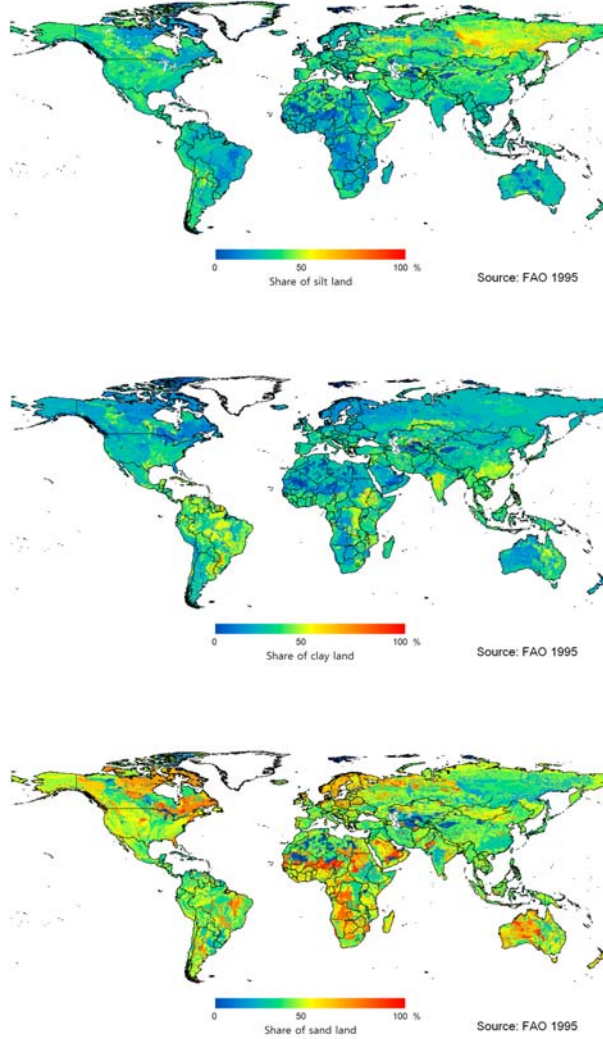 0 50 100 %
Share of silt land
Source: FAO 1995
0 50 100 %
Share of clay land
Source: FAO 1995
0 50 100 %
Share of sand land
Source: FAO 1995